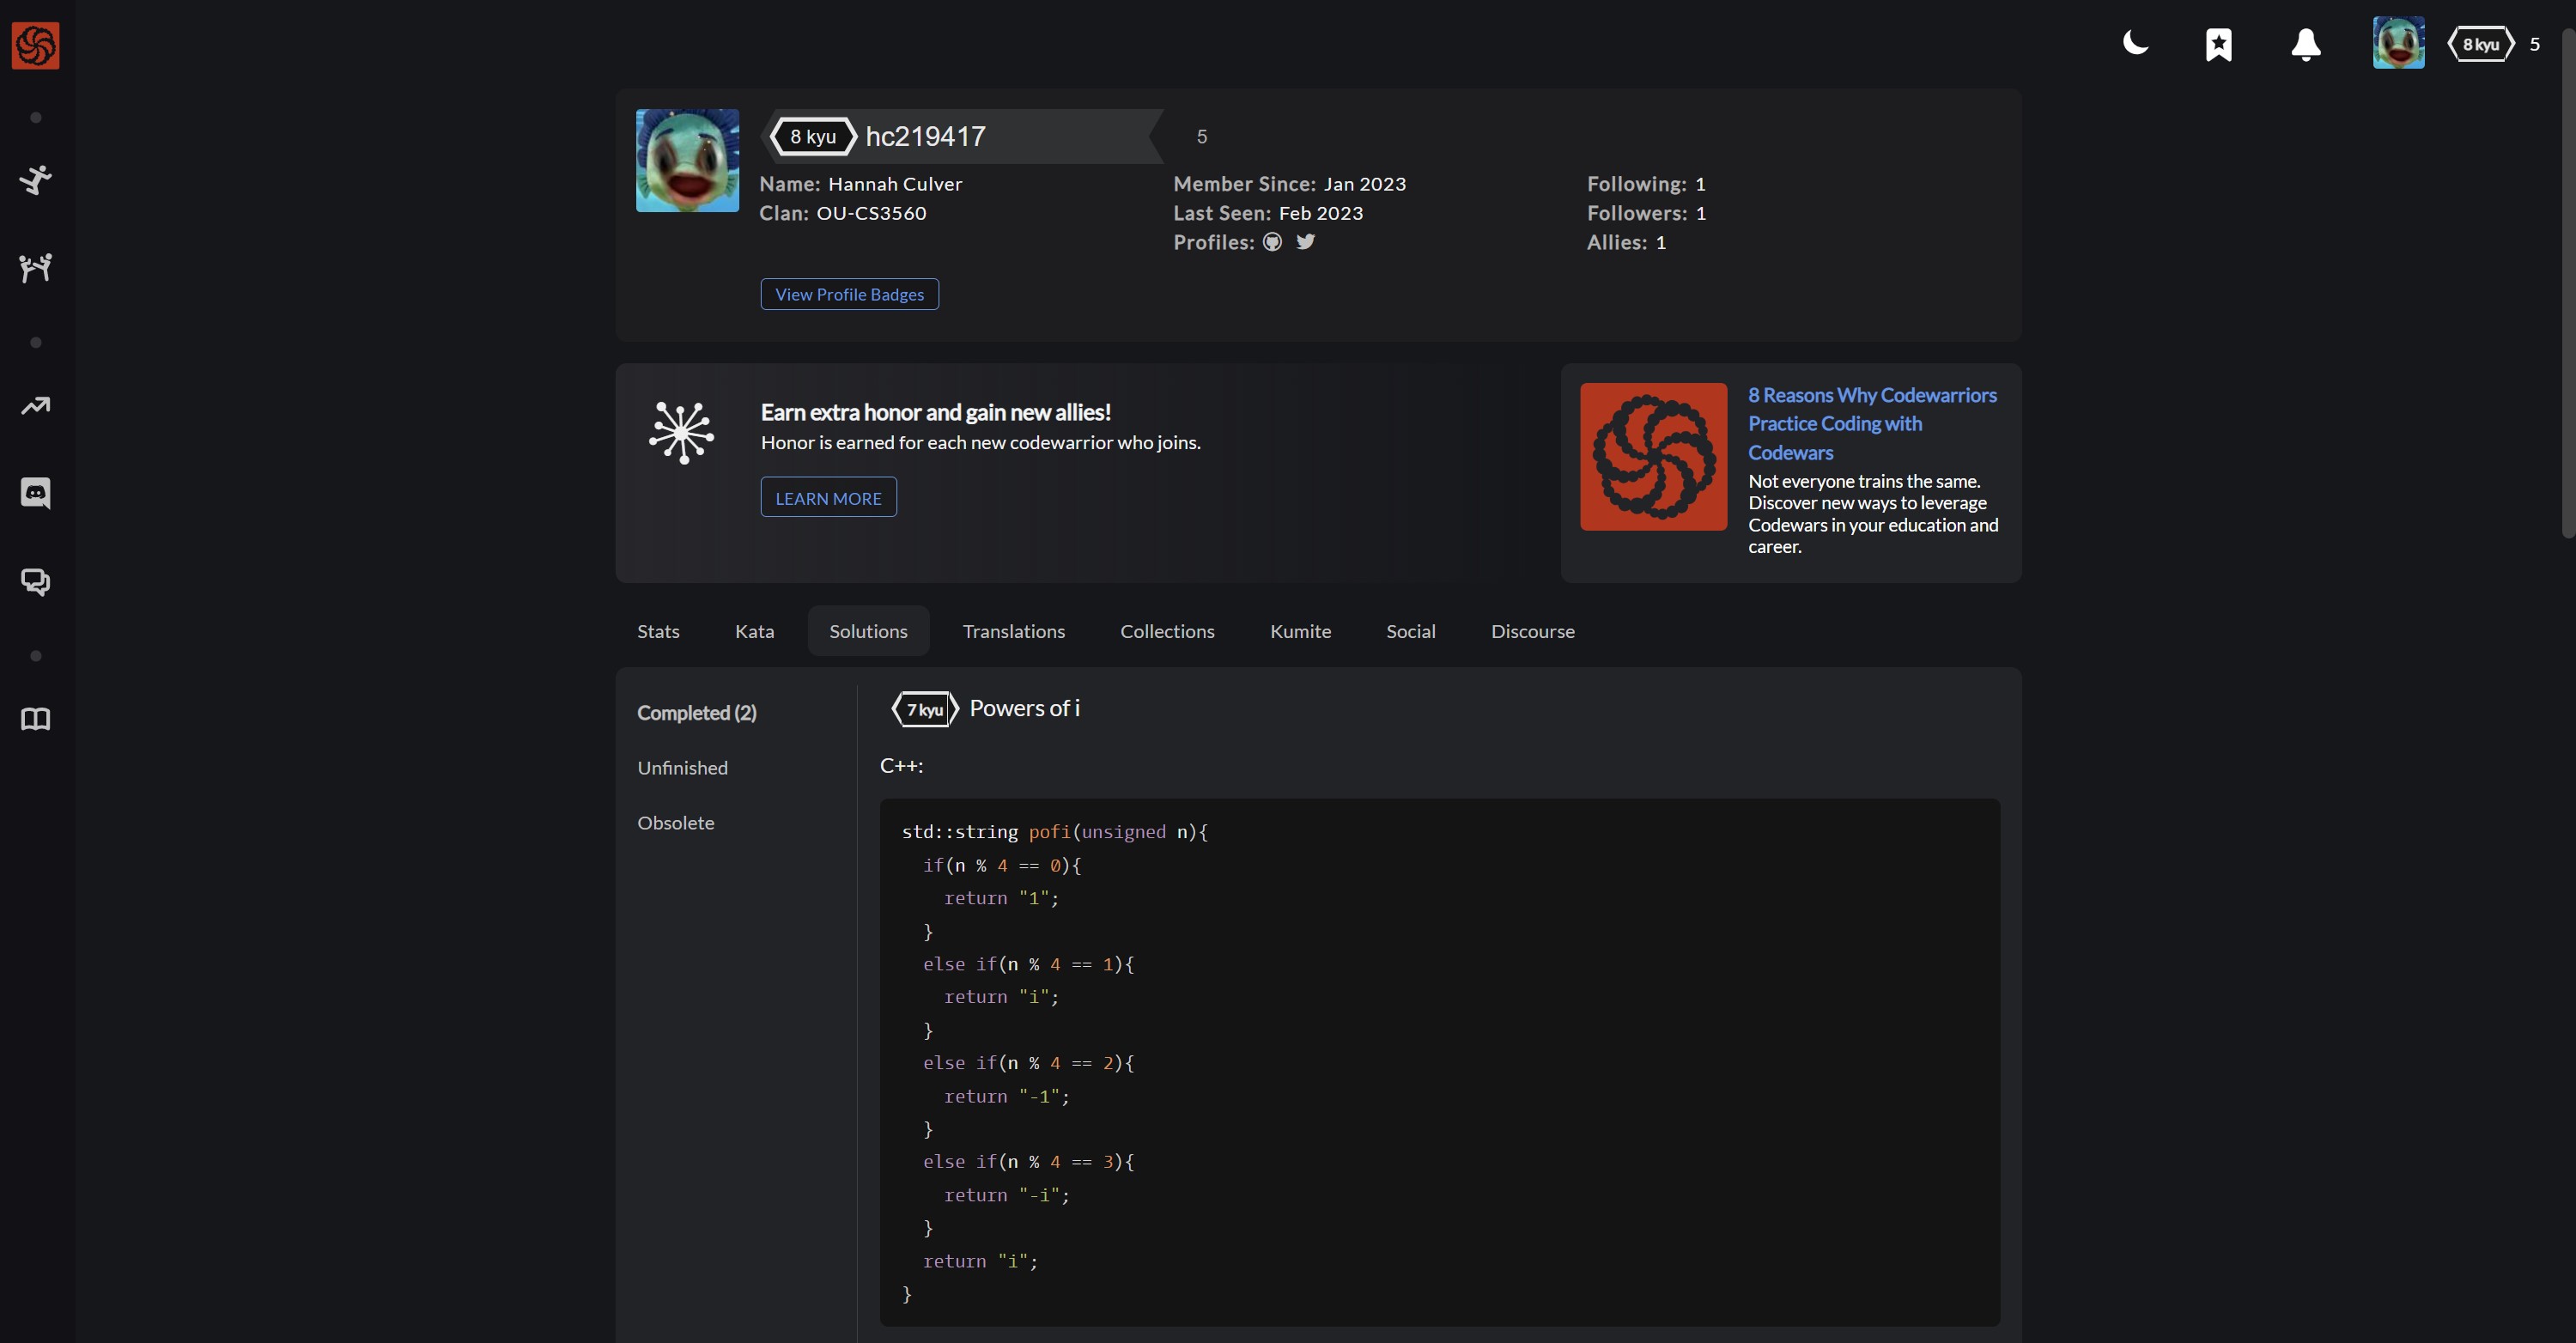 8 kyu 5
8 kyu hc219417 5
Name: Hannah Culver
Clan: OU-CS3560
Member Since: Jan 2023
Last Seen: Feb 2023
Profiles:
Following: 1
Followers: 1
Allies: 1
View Profile Badges
Earn extra honor and gain new allies!
Honor is earned for each new codewarrior who joins.
LEARN MORE
8 Reasons Why Codewarriors
Practice Coding with
Codewars
Not everyone trains the same.
Discover new ways to leverage
Codewars in your education and
career.
Stats Kata Solutions Translations Collections Kumite Social Discourse
Completed (2)
Unfinished
Obsolete
7 kyu Powers of i
C++:
std::string pofi(unsigned n){
  if(n % 4 == 0){
    return "1";
  }
  else if(n % 4 == 1){
    return "i";
  }
  else if(n % 4 == 2){
    return "-1";
  }
  else if(n % 4 == 3){
    return "-i";
  }
  return "i";
}